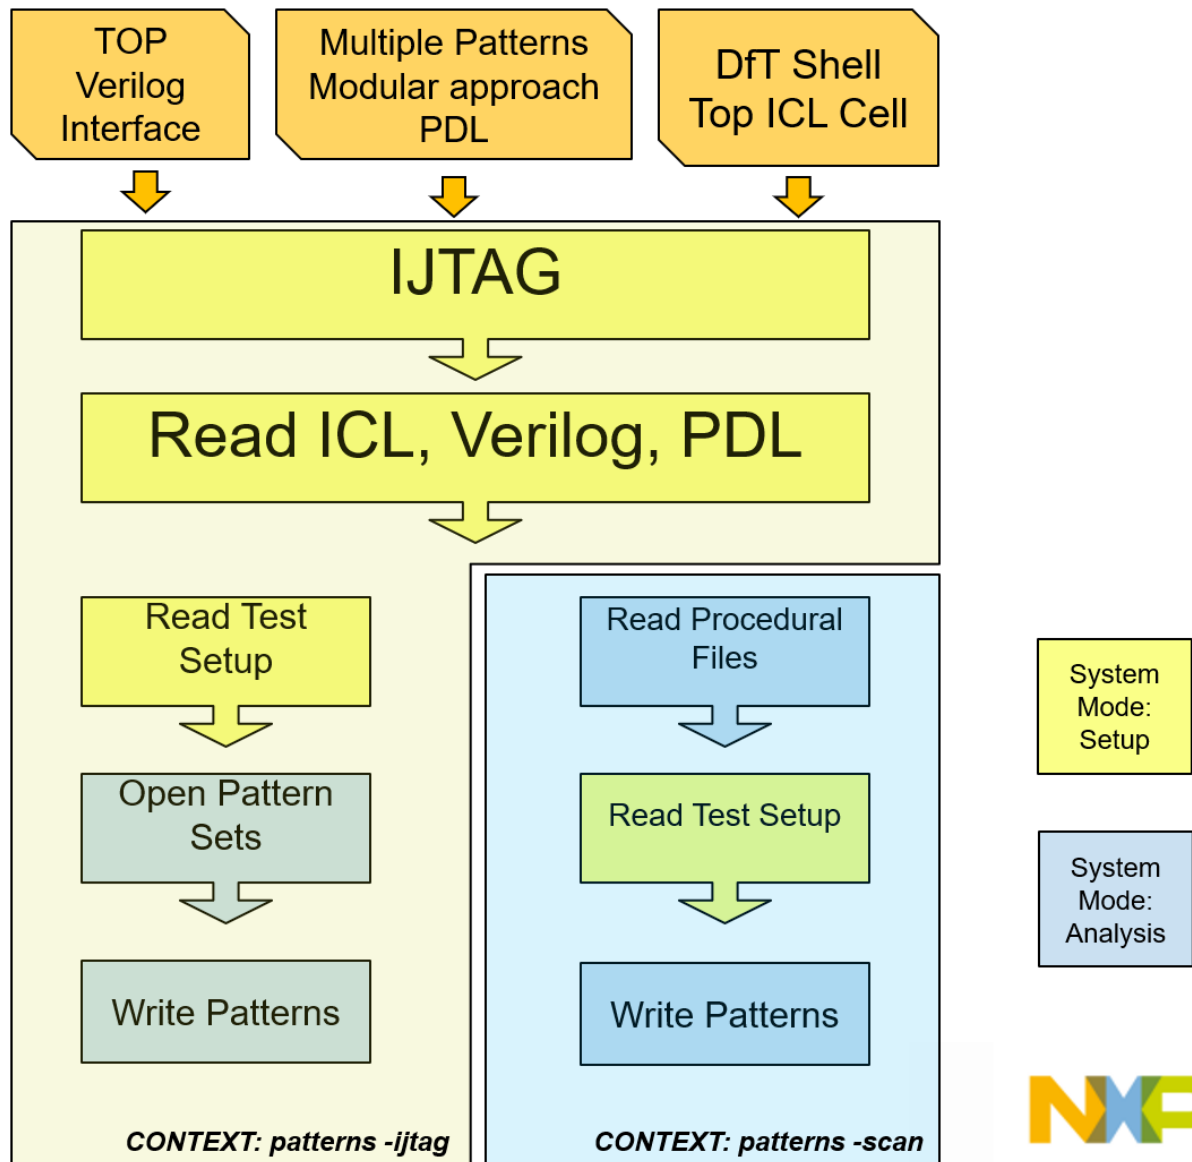 TOP
Verilog
Interface
Multiple Patterns
Modular approach
PDL
DfT Shell
Top ICL Cell
IJTAG
Read ICL, Verilog, PDL
Read Test
Setup
Open Pattern
Sets
Write Patterns
CONTEXT: patterns -ijtag
Read Procedural
Files
Read Test Setup
Write Patterns
CONTEXT: patterns -scan
System
Mode:
Setup
System
Mode:
Analysis
NXP